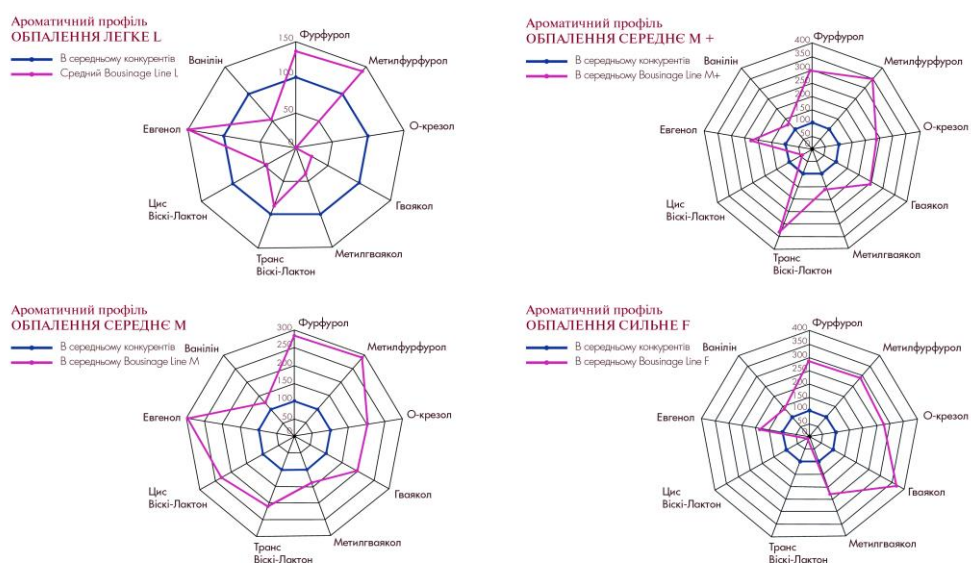 Ароматичний профіль
ОБПАЛЕННЯ ЛЕГКЕ L
В середньому конкурентів
Средний Bousinage Line L
150
100
50
0
Фурфурол
Метилфурфурол
О-крезол
Гваякол
Метилгваякол
Транс
Віскі-Лактон
Цис
Віскі-Лактон
Евгенол
Ванілін
Ароматичний профіль
ОБПАЛЕННЯ СЕРЕДНЄ М +
В середньому конкурентів
В середньому Bousinage Line M+
400
350
300
250
200
150
100
50
0
Фурфурол
Метилфурфурол
О-крезол
Гваякол
Метилгваякол
Транс
Віскі-Лактон
Цис
Віскі-Лактон
Евгенол
Ванілін
Ароматичний профіль
ОБПАЛЕННЯ СЕРЕДНЄ М
В середньому конкурентів
В середньому Bousinage Line M
300
250
200
150
100
50
0
Фурфурол
Метилфурфурол
О-крезол
Гваякол
Метилгваякол
Транс
Віскі-Лактон
Цис
Віскі-Лактон
Евгенол
Ванілін
Ароматичний профіль
ОБПАЛЕННЯ СИЛЬНЕ F
В середньому конкурентів
В середньому Bousinage Line F
400
350
300
250
200
150
100
50
0
Фурфурол
Метилфурфурол
О-крезол
Гваякол
Метилгваякол
Транс
Віскі-Лактон
Цис
Віскі-Лактон
Евгенол
Ванілін